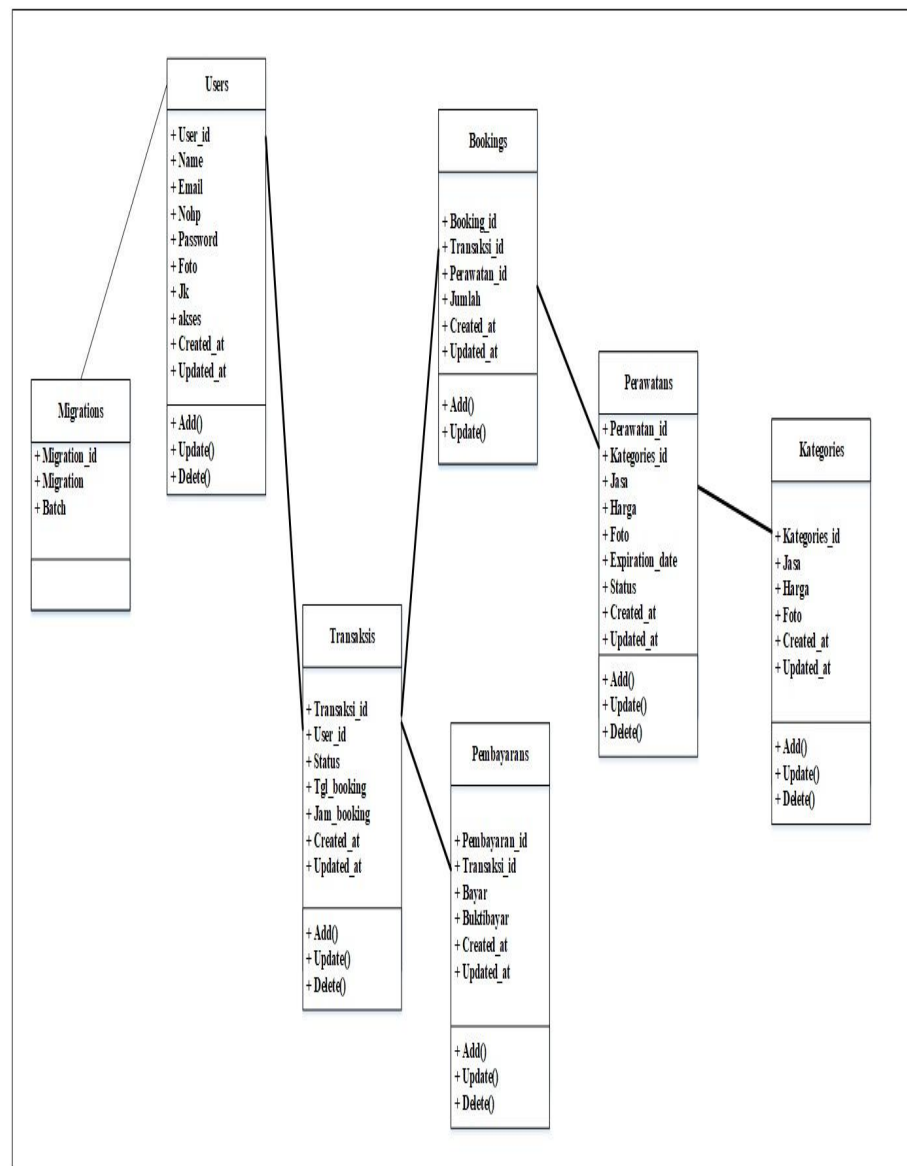 Users
+ User_id
+ Name
+ Email
+ Nohp
+ Password
+ Foto
+ Jk
+ akses
+ Created_at
+ Updated_at
+ Add()
+ Update()
+ Delete()
Migrations
+ Migration_id
+ Migration
+ Batch
Bookings
+ Booking_id
+ Transaksi_id
+ Perawatan_id
+ Jumlah
+ Created_at
+ Updated_at
+ Add()
+ Update()
Perawatans
+ Perawatan_id
+ Kategories_id
+ Jasa
+ Harga
+ Foto
+ Expiration_date
+ Status
+ Created_at
+ Updated_at
+ Add()
+ Update()
+ Delete()
Kategories
+ Kategories_id
+ Jasa
+ Harga
+ Foto
+ Created_at
+ Updated_at
+ Add()
+ Update()
+ Delete()
Transaksis
+ Transaksi_id
+ User_id
+ Status
+ Tgl_booking
+ Jam_booking
+ Created_at
+ Updated_at
+ Add()
+ Update()
+ Delete()
Pembayarans
+ Pembayaran_id
+ Transaksi_id
+ Bayar
+ Buktibayar
+ Created_at
+ Updated_at
+ Add()
+ Update()
+ Delete()